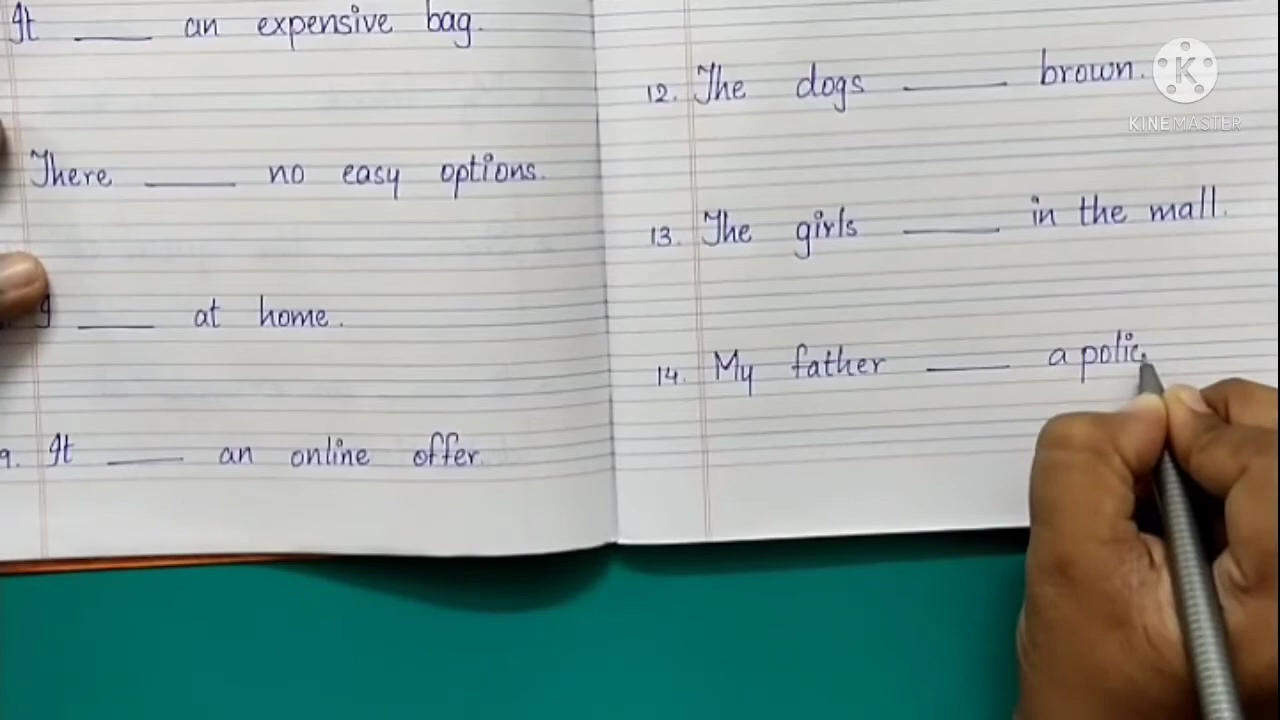 It ____ an expensive bag.
There ____ no easy options.
I ____ at home.
9. It ____ an online offer.
12. The dogs ____ brown.
13. The girls ____ in the mall.
14. My father ____ a polic
KINEMASTER